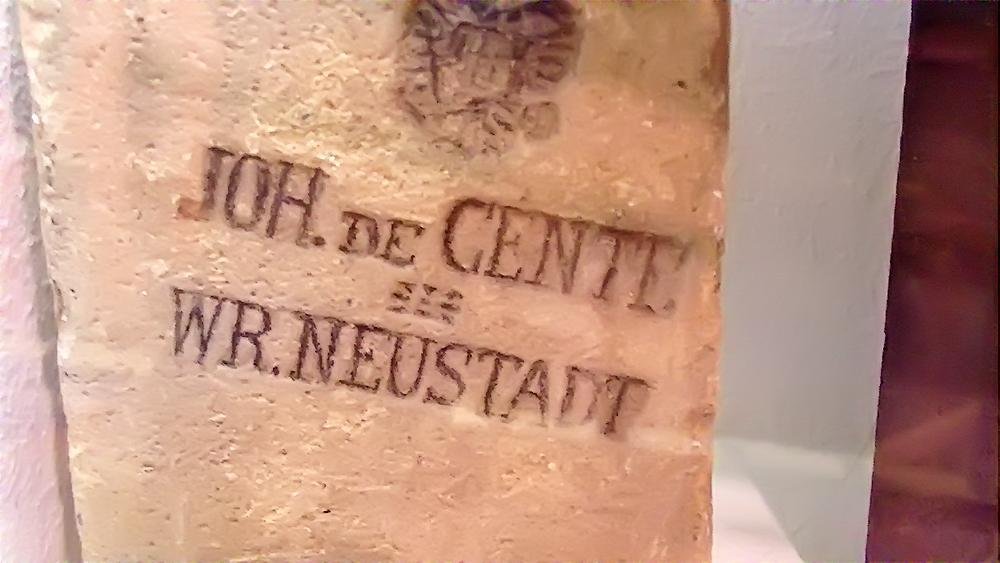 JOH. DE CENTE
WR. NEUSTADT